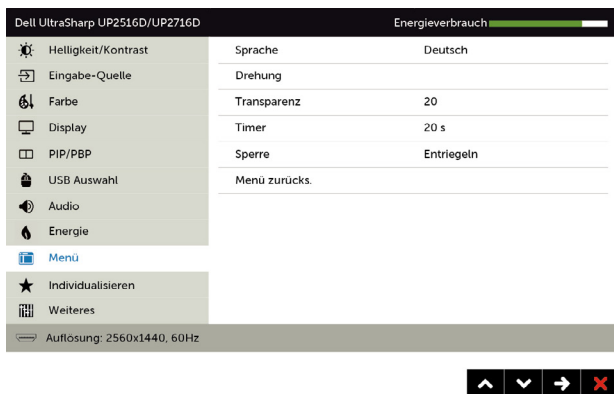 Dell UltraSharp UP2516D/UP2716D Energieverbrauch
Helligkeit/Kontrast Sprache Deutsch
Eingabe-Quelle Drehung
Farbe Transparenz 20
Display Timer 20 s
PIP/PBP Sperre Entriegeln
USB Auswahl Menü zurücks.
Audio
Energie
Menü
Individualisieren
Weiteres
Auflösung: 2560x1440, 60Hz